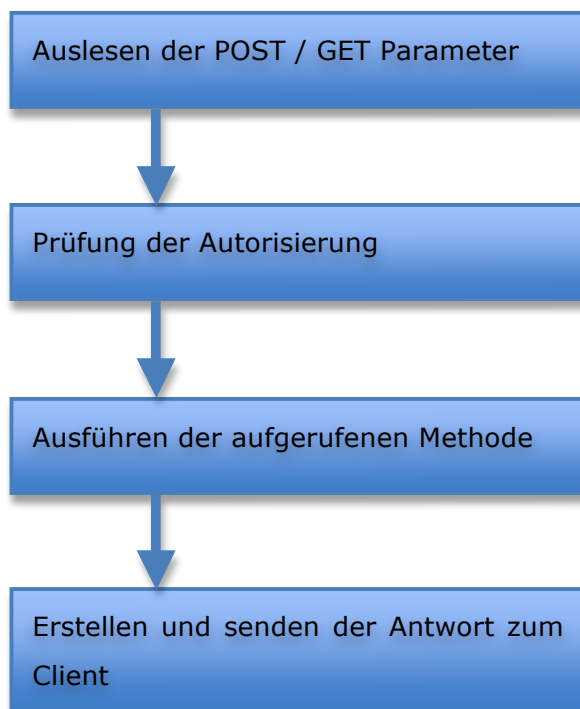 Auslesen der POST / GET Parameter
Prüfung der Autorisierung
Ausführen der aufgerufenen Methode
Erstellen und senden der Antwort zum
Client